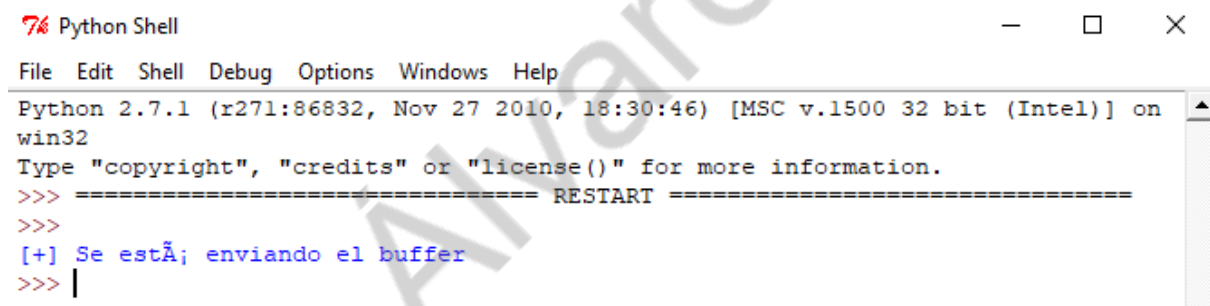 Python Shell
File Edit Shell Debug Options Windows Help
Python 2.7.1 (r271:86832, Nov 27 2010, 18:30:46) [MSC v.1500 32 bit (Intel)] on
win32
Type "copyright", "credits" or "license()" for more information.
>>> ================================ RESTART ================================
>>>
[+] Se estÃ¡ enviando el buffer
>>>
Álvaro